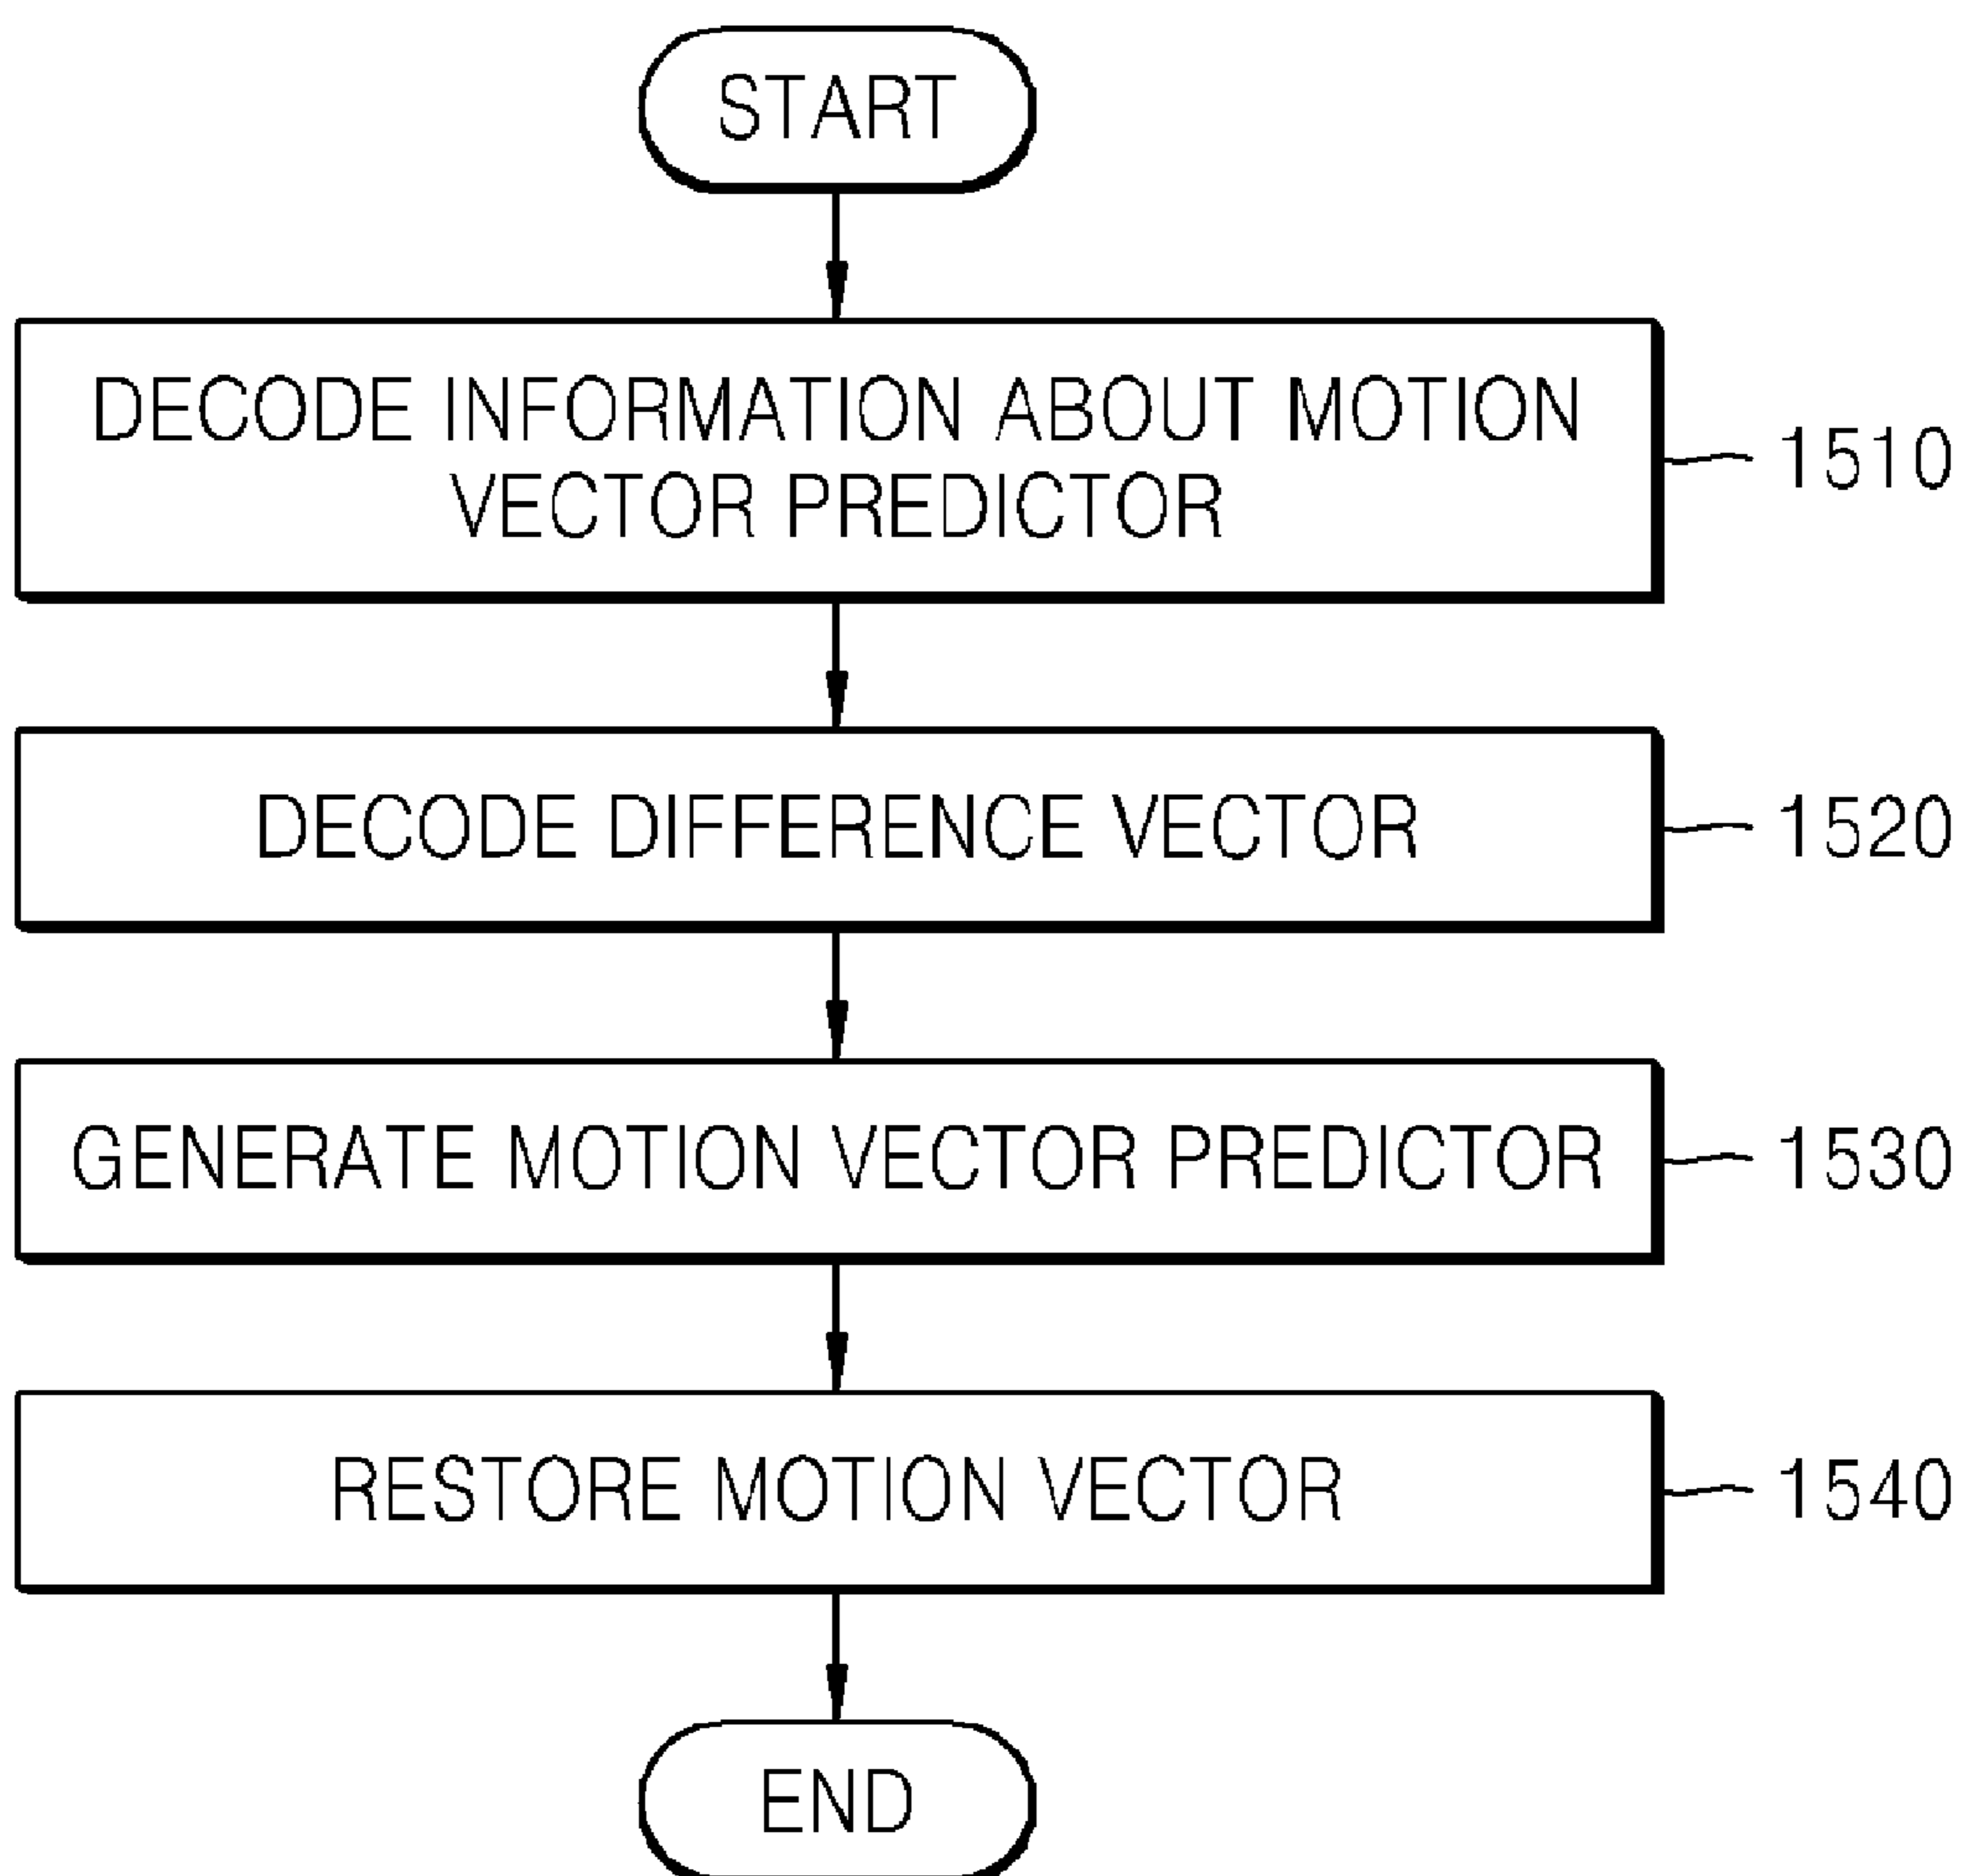 START
DECODE INFORMATION ABOUT MOTION
VECTOR PREDICTOR
1510
DECODE DIFFERENCE VECTOR
1520
GENERATE MOTION VECTOR PREDICTOR
1530
RESTORE MOTION VECTOR
1540
END